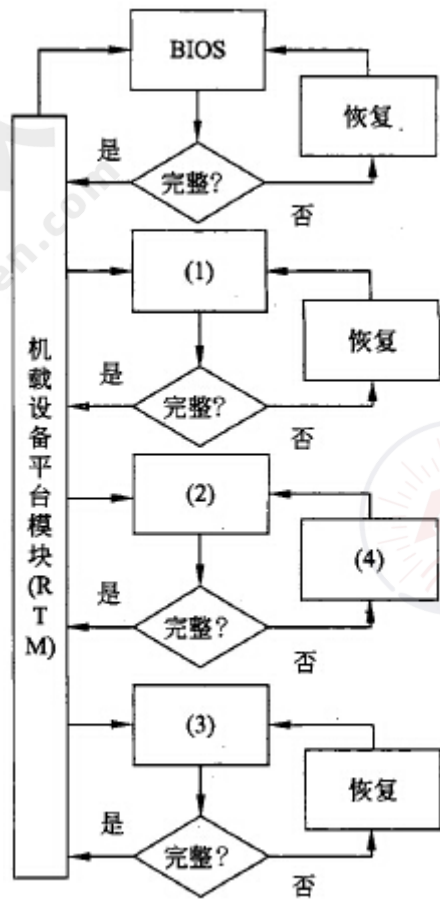 BIOS
恢复
是
完整?
否
(1)
恢复
是
完整?
否
机载设备平台模块(RTM)
(2)
(4)
是
完整?
否
(3)
恢复
是
完整?
否